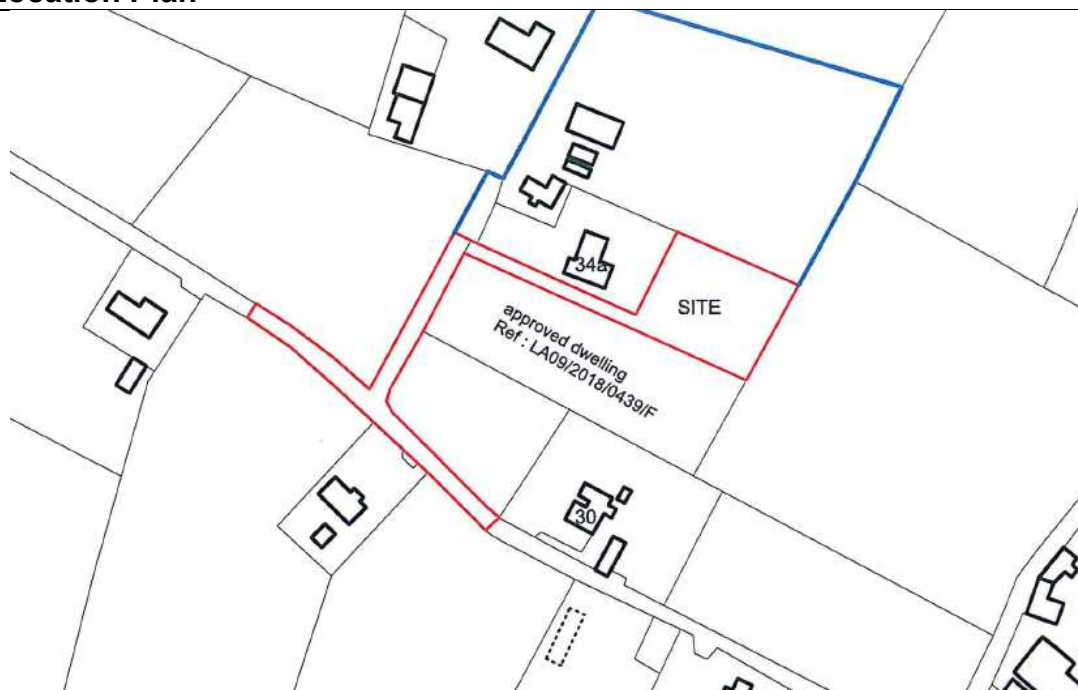 Location Plan
34a
SITE
approved dwelling
Ref : LA09/2018/0439/F
30